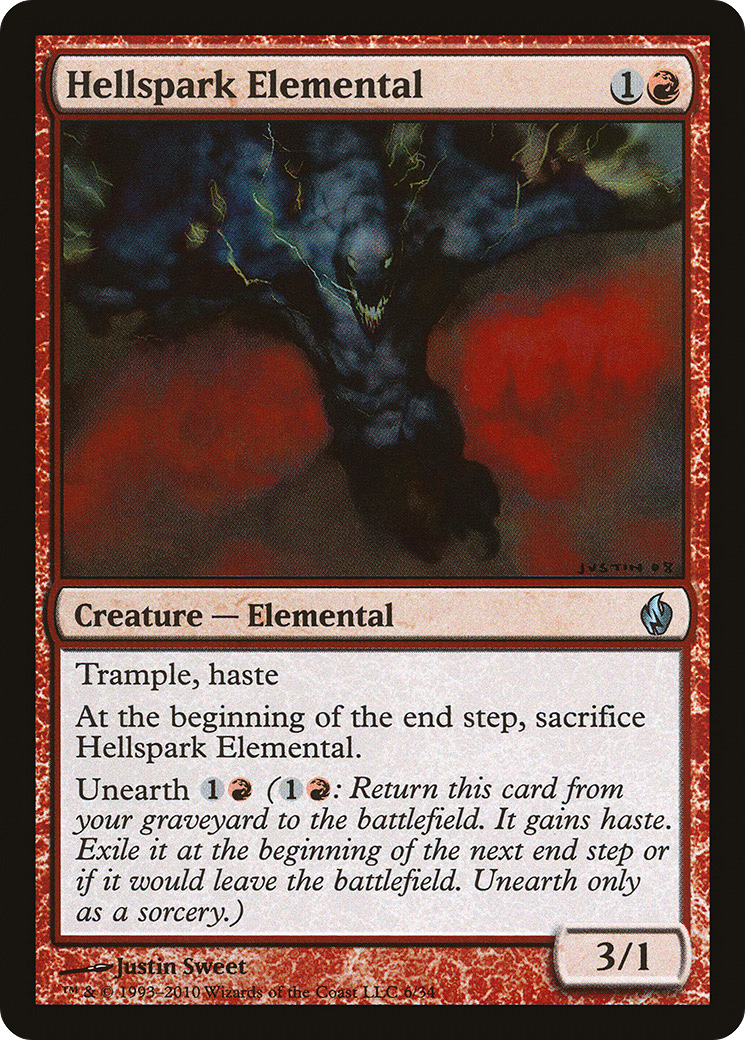 Hellspark Elemental 1
JUSTIN 08
Creature — Elemental
Trample, haste
At the beginning of the end step, sacrifice
Hellspark Elemental.
Unearth 1 (1 : Return this card from
your graveyard to the battlefield. It gains haste.
Exile it at the beginning of the next end step or
if it would leave the battlefield. Unearth only
as a sorcery.)
3/1
Justin Sweet
™ & © 1993–2010 Wizards of the Coast LLC 6/34